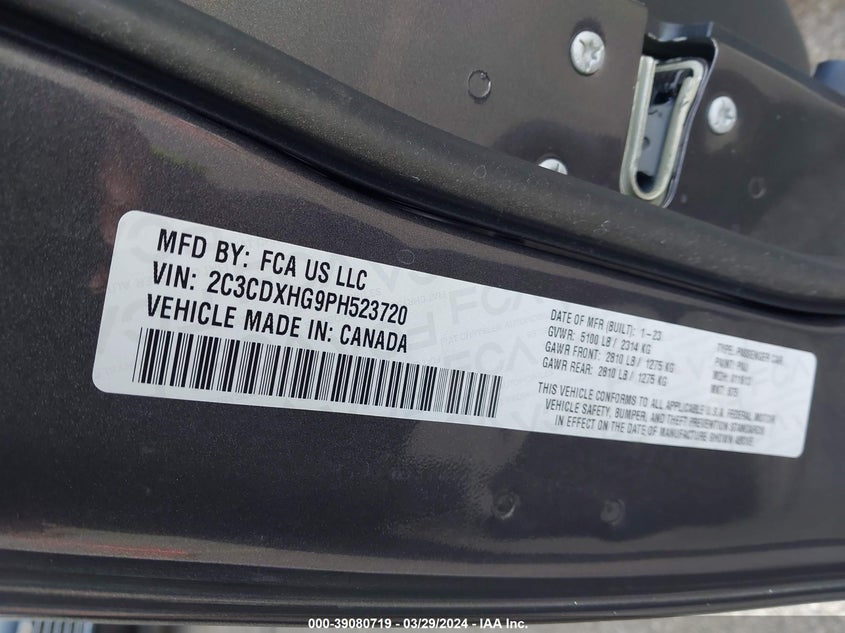 MFD BY: FCA US LLC
VIN: 2C3CDXHG9PH523720
VEHICLE MADE IN: CANADA
DATE OF MFR (BUILT): 1-23
GVWR: 5100 LB / 2314 KG
GAWR FRONT: 2810 LB / 1275 KG
GAWR REAR: 2810 LB / 1275 KG
TYPE: PASSENGER CAR
PAINT:
MDH:
MKT:
THIS VEHICLE CONFORMS TO ALL APPLICABLE U.S.A. FEDERAL MOTOR
VEHICLE SAFETY, BUMPER, AND THEFT PREVENTION STANDARDS
IN EFFECT ON THE DATE OF MANUFACTURE SHOWN ABOVE
000-39080719 - 03/29/2024 - IAA Inc.